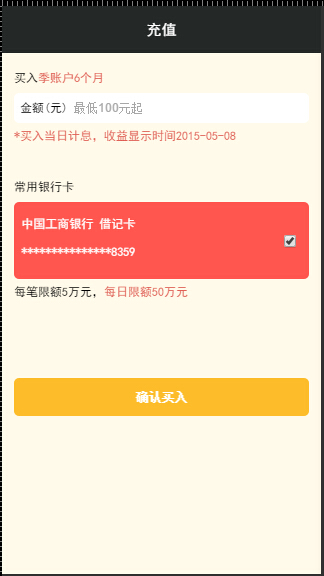 充值
买入季账户6个月
金额(元) 最低100元起
*买入当日计息，收益显示时间2015-05-08
常用银行卡
中国工商银行 借记卡
***************8359
每笔限额5万元，每日限额50万元
确认买入